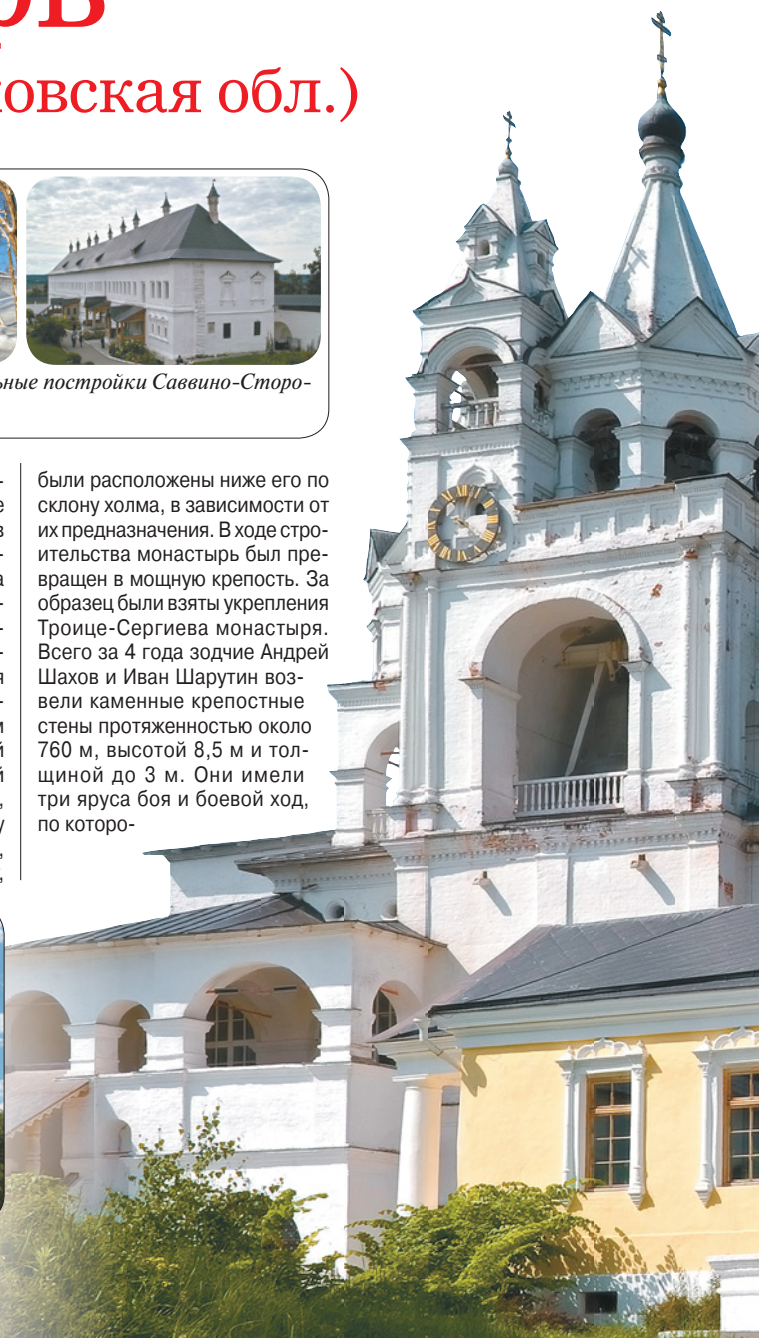 овская обл.)
ьные постройки Саввино-Сторо-
были расположены ниже его по
склону холма, в зависимости от
их предназначения. В ходе стро-
ительства монастырь был пре-
вращен в мощную крепость. За
образец были взяты укрепления
Троице-Сергиева монастыря.
Всего за 4 года зодчие Андрей
Шахов и Иван Шарутин воз-
вели каменные крепостные
стены протяженностью около
760 м, высотой 8,5 м и тол-
щиной до 3 м. Они имели
три яруса боя и боевой ход,
по которо-